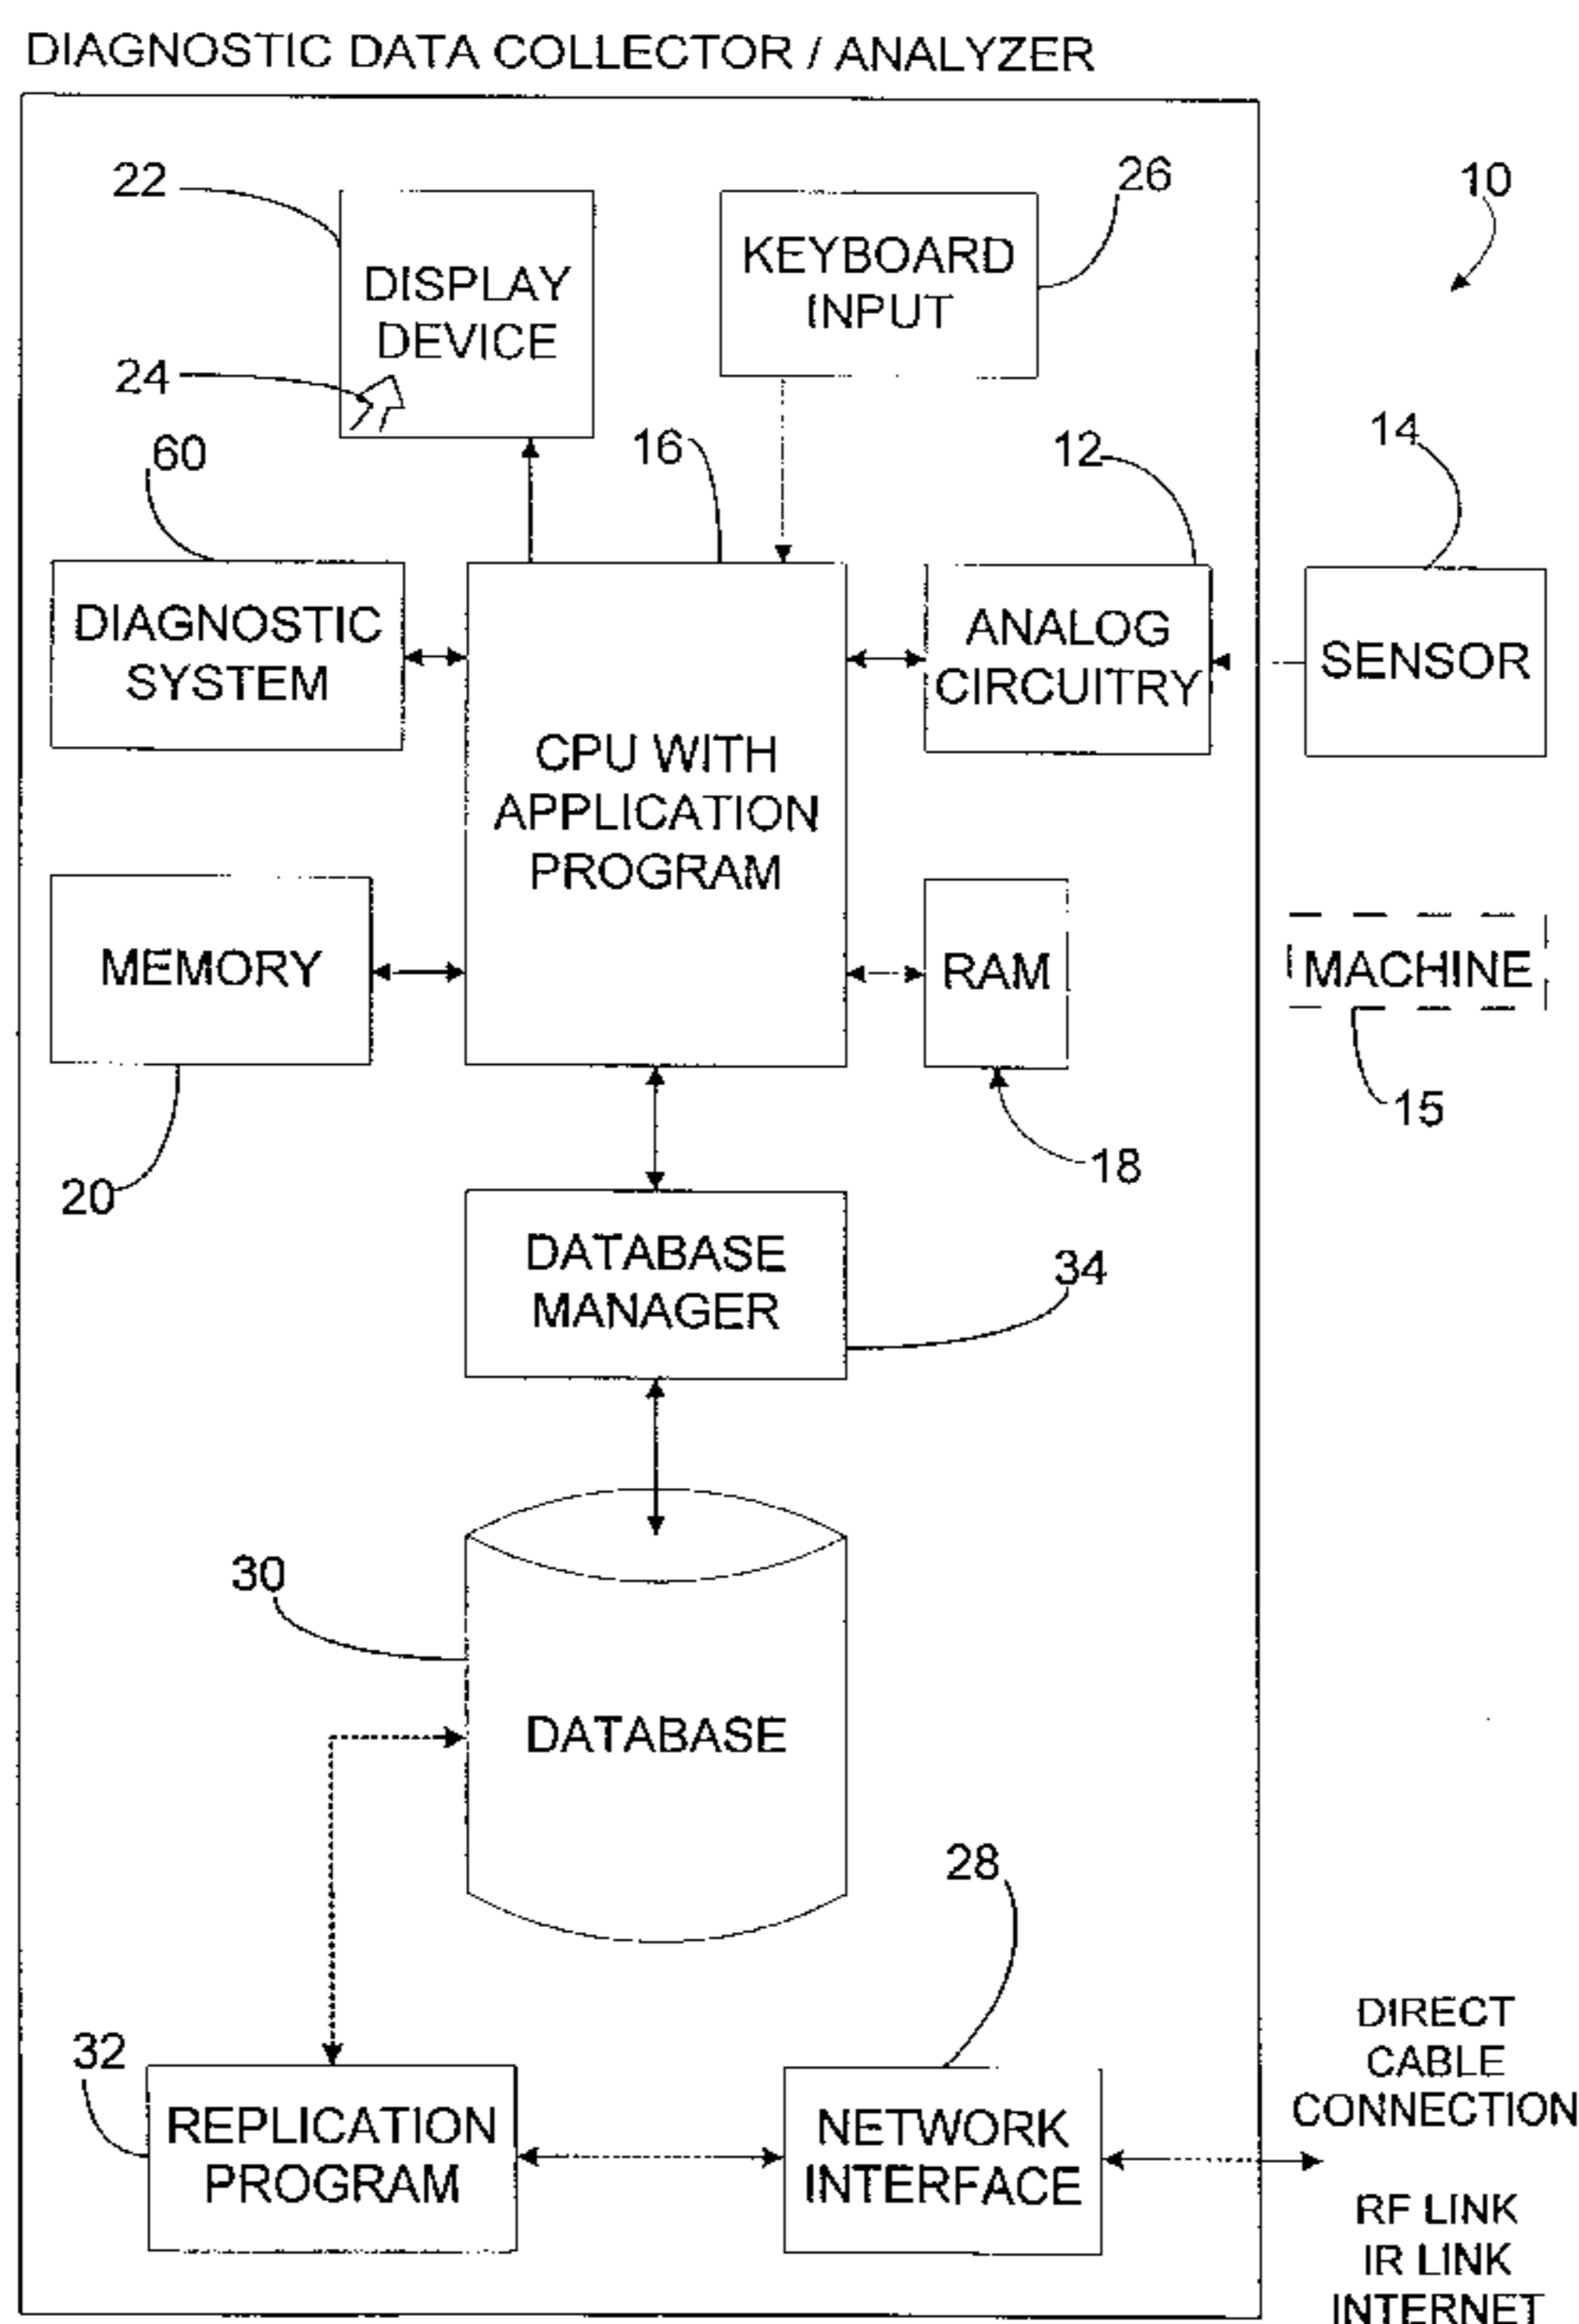 DIAGNOSTIC DATA COLLECTOR / ANALYZER
22
26
10
DISPLAY
DEVICE
KEYBOARD
INPUT
24
60
16
12
14
DIAGNOSTIC
SYSTEM
ANALOG
CIRCUITRY
SENSOR
CPU WITH
APPLICATION
PROGRAM
MEMORY
RAM
MACHINE
15
18
20
DATABASE
MANAGER
34
30
DATABASE
28
32
REPLICATION
PROGRAM
NETWORK
INTERFACE
DIRECT
CABLE
CONNECTION
RF LINK
IR LINK
INTERNET